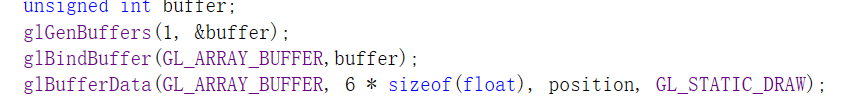 unsigned int buffer;
glGenBuffers(1, &buffer);
glBindBuffer(GL_ARRAY_BUFFER,buffer);
glBufferData(GL_ARRAY_BUFFER, 6 * sizeof(float), position, GL_STATIC_DRAW);